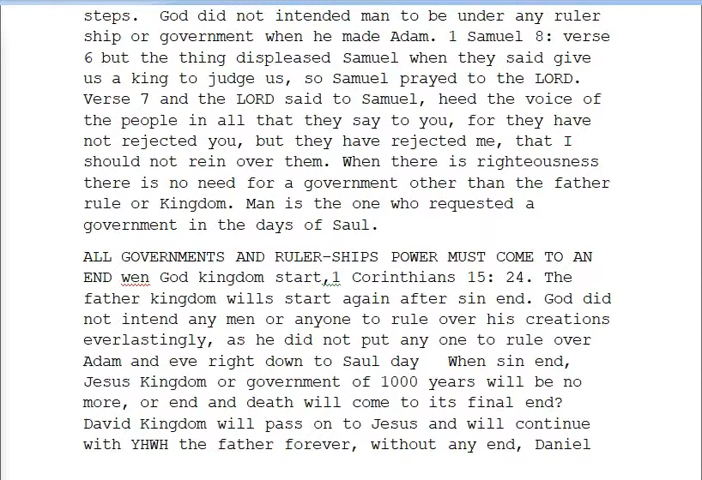 steps.  God did not intended man to be under any ruler
ship or government when he made Adam. 1 Samuel 8: verse
6 but the thing displeased Samuel when they said give
us a king to judge us, so Samuel prayed to the LORD.
Verse 7 and the LORD said to Samuel, heed the voice of
the people in all that they say to you, for they have
not rejected you, but they have rejected me, that I
should not rein over them. When there is righteousness
there is no need for a government other than the father
rule or Kingdom. Man is the one who requested a
government in the days of Saul.
ALL GOVERNMENTS AND RULER-SHIPS POWER MUST COME TO AN
END wen God kingdom start,1 Corinthians 15: 24. The
father kingdom wills start again after sin end. God did
not intend any men or anyone to rule over his creations
everlastingly, as he did not put any one to rule over
Adam and eve right down to Saul day   When sin end,
Jesus Kingdom or government of 1000 years will be no
more, or end and death will come to its final end?
David Kingdom will pass on to Jesus and will continue
with YHWH the father forever, without any end, Daniel